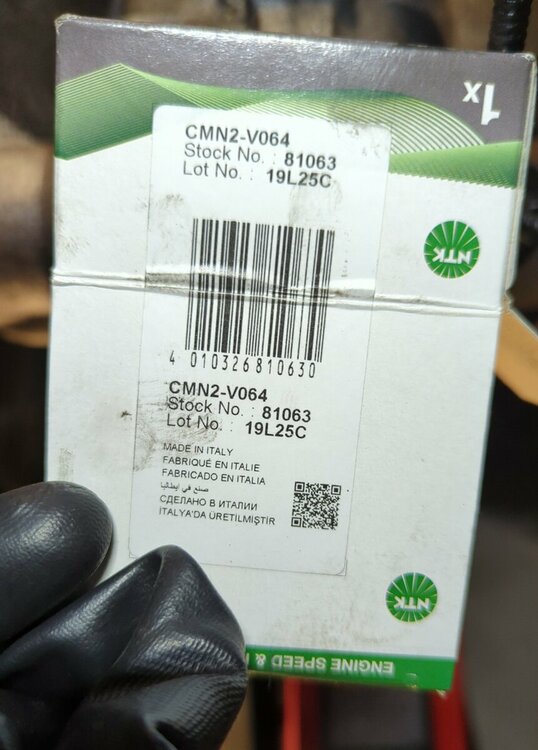 1x
CMN2-V064
Stock No. : 81063
Lot No. : 19L25C
NTK
4 010326 810630
CMN2-V064
Stock No. : 81063
Lot No. : 19L25C
MADE IN ITALY
FABRIQUÉ EN ITALIE
FABRICADO EN ITALIA
صنع في ايطاليا
СДЕЛАНО В ИТАЛИИ
İTALYA'DA ÜRETİLMİŞTİR
NTK
ENGINE SPEED &